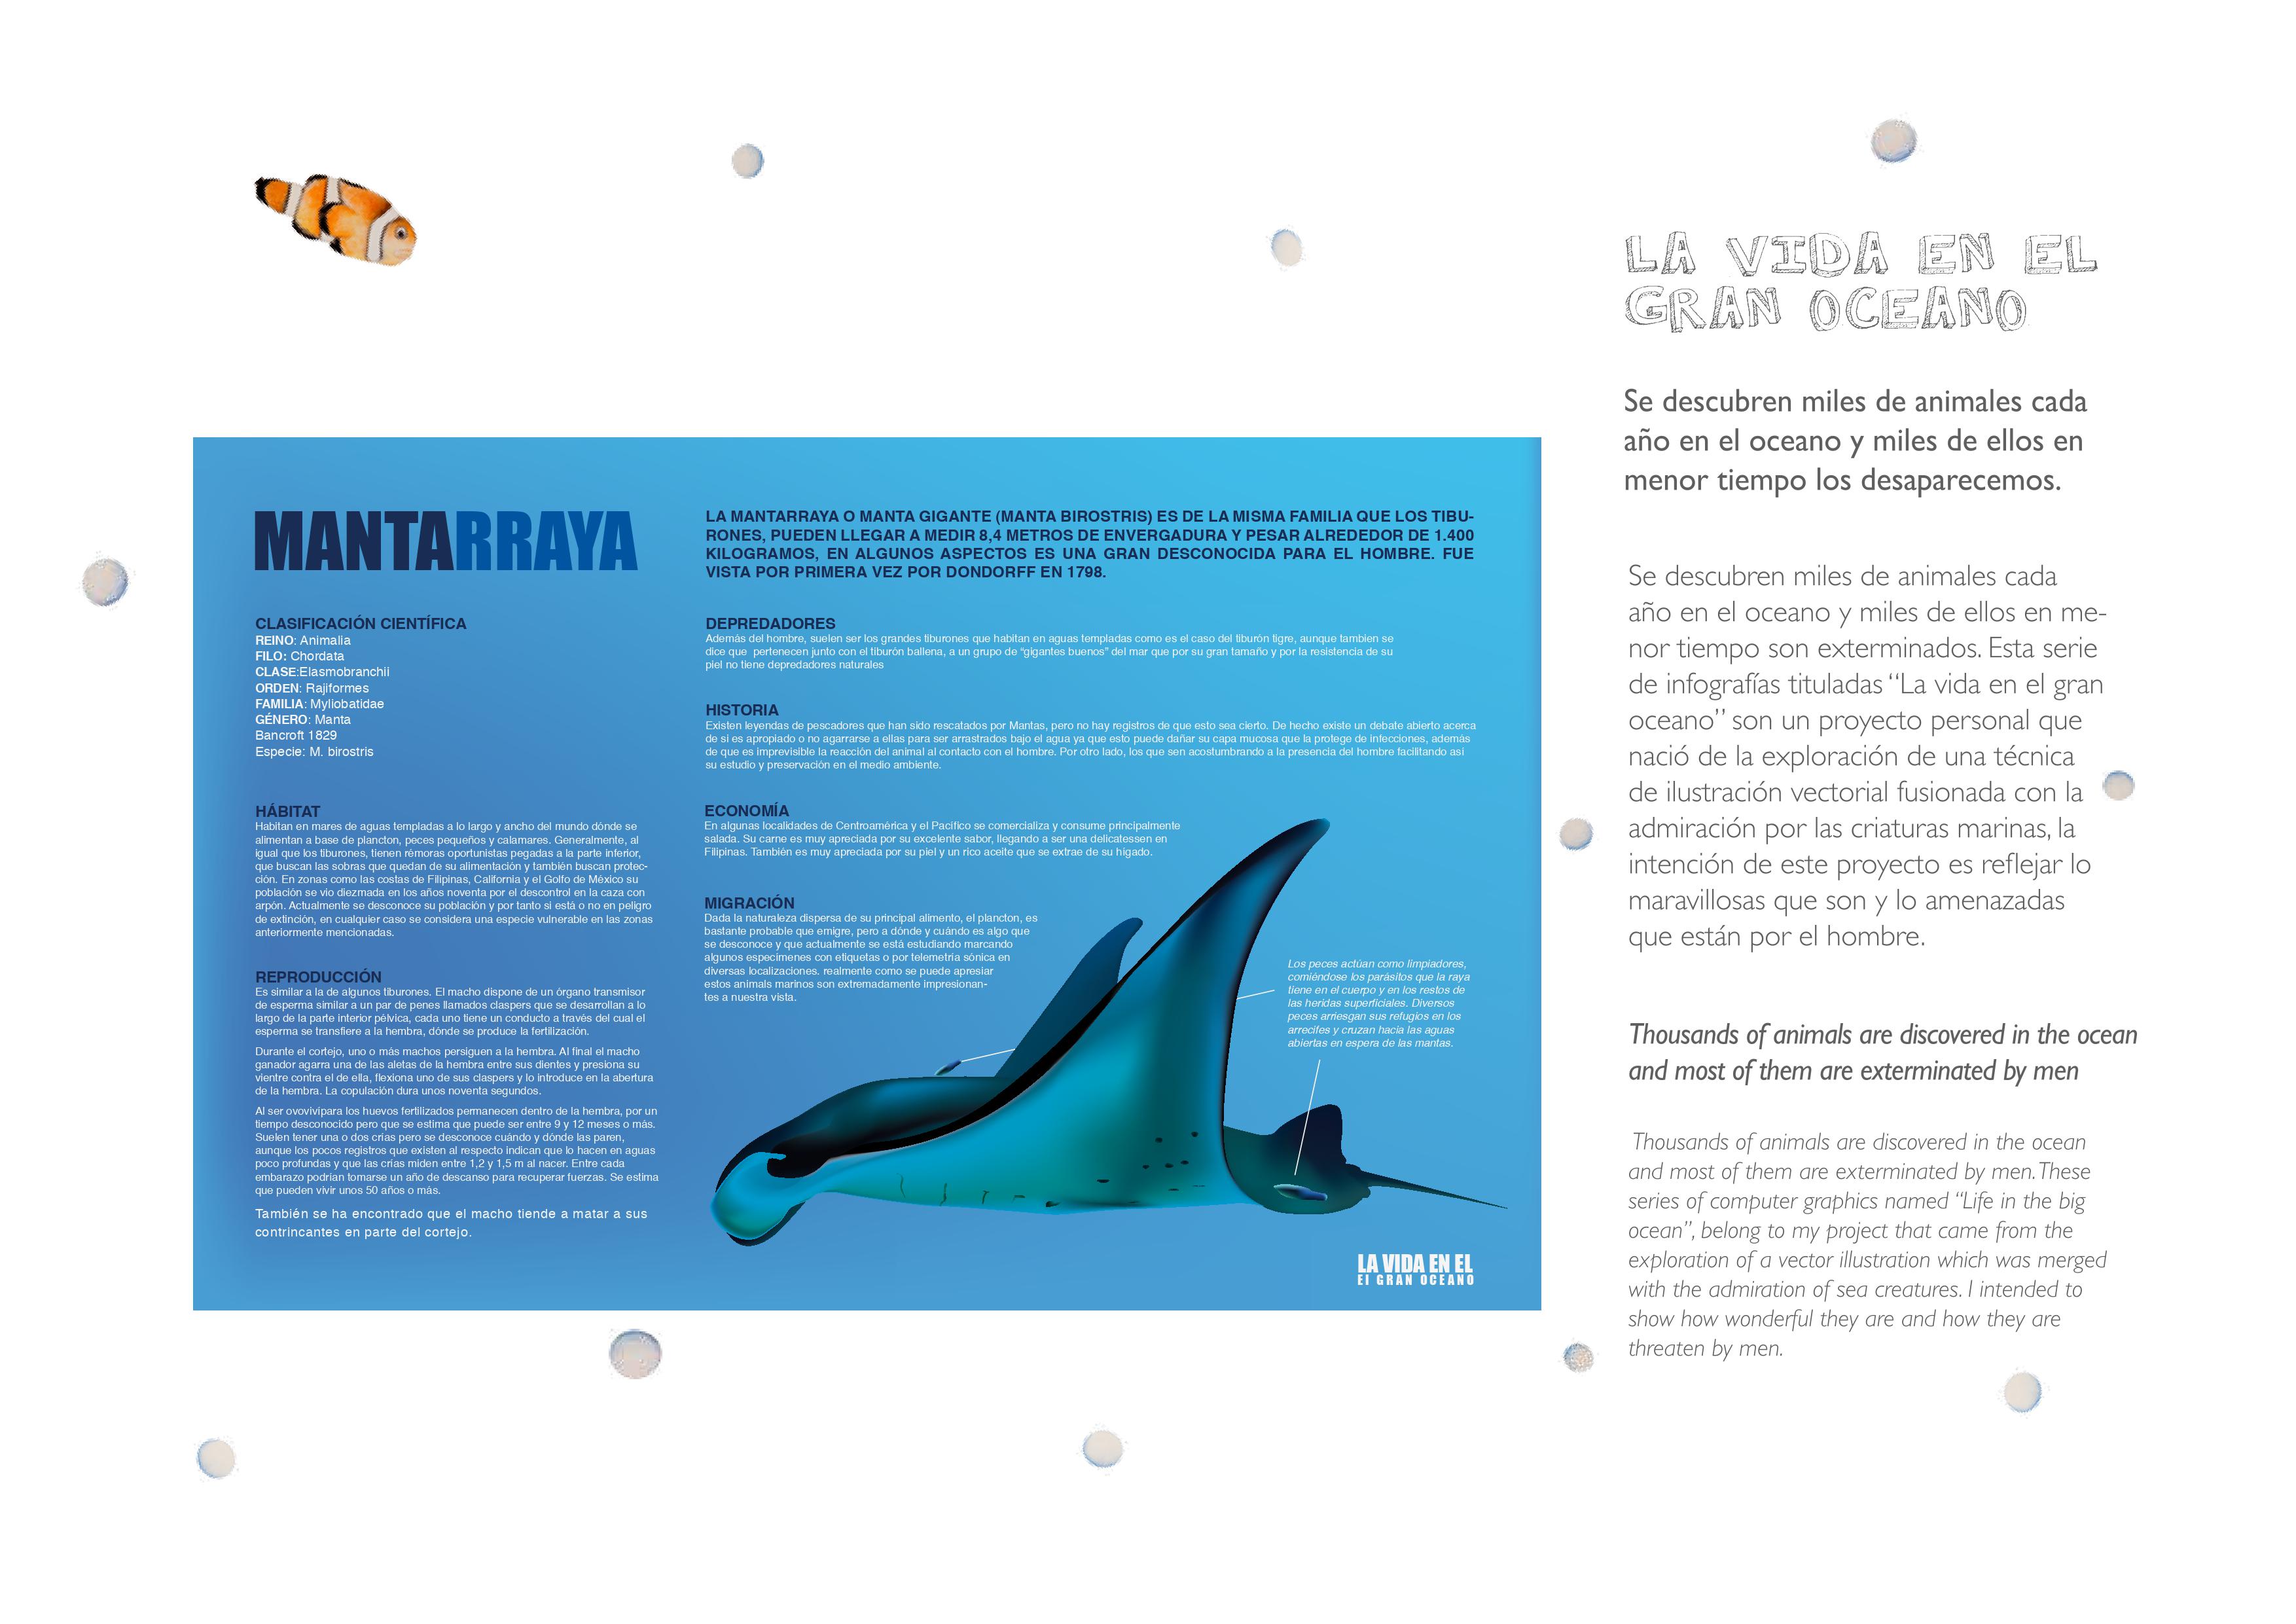 MANTARRAYA
CLASIFICACIÓN CIENTÍFICA
REINO: Animalia
FILO: Chordata
CLASE:Elasmobranchii
ORDEN: Rajiformes
FAMILIA: Myliobatidae
GÉNERO: Manta
Bancroft 1829
Especie: M. birostris
HÁBITAT
Habitan en mares de aguas templadas a lo largo y ancho del mundo dónde se
alimentan a base de plancton, peces pequeños y calamares. Generalmente, al
igual que los tiburones, tienen rémoras oportunistas pegadas a la parte inferior,
que buscan las sobras que quedan de su alimentación y también buscan protec-
ción. En zonas como las costas de Filipinas, California y el Golfo de México su
población se vio diezmada en los años noventa por el descontrol en la caza con
arpón. Actualmente se desconoce su población y por tanto si está o no en peligro
de extinción, en cualquier caso se considera una especie vulnerable en las zonas
anteriormente mencionadas.
REPRODUCCIÓN
Es similar a la de algunos tiburones. El macho dispone de un órgano transmisor
de esperma similar a un par de penes llamados claspers que se desarrollan a lo
largo de la parte interior pélvica, cada uno tiene un conducto a través del cual el
esperma se transfiere a la hembra, dónde se produce la fertilización.
Durante el cortejo, uno o más machos persiguen a la hembra. Al final el macho
ganador agarra una de las aletas de la hembra entre sus dientes y presiona su
vientre contra el de ella, flexiona uno de sus claspers y lo introduce en la abertura
de la hembra. La copulación dura unos noventa segundos.
Al ser ovovivípara los huevos fertilizados permanecen dentro de la hembra, por un
tiempo desconocido pero que se estima que puede ser entre 9 y 12 meses o más.
Suelen tener una o dos crías pero se desconoce cuándo y dónde las paren,
aunque los pocos registros que existen al respecto indican que lo hacen en aguas
poco profundas y que las crías miden entre 1,2 y 1,5 m al nacer. Entre cada
embarazo podrían tomarse un año de descanso para recuperar fuerzas. Se estima
que pueden vivir unos 50 años o más.
También se ha encontrado que el macho tiende a matar a sus
contrincantes en parte del cortejo.
LA MANTARRAYA O MANTA GIGANTE (MANTA BIROSTRIS) ES DE LA MISMA FAMILIA QUE LOS TIBU-
RONES, PUEDEN LLEGAR A MEDIR 8,4 METROS DE ENVERGADURA Y PESAR ALREDEDOR DE 1.400
KILOGRAMOS, EN ALGUNOS ASPECTOS ES UNA GRAN DESCONOCIDA PARA EL HOMBRE. FUE
VISTA POR PRIMERA VEZ POR DONDORFF EN 1798.
DEPREDADORES
Además del hombre, suelen ser los grandes tiburones que habitan en aguas templadas como es el caso del tiburón tigre, aunque tambien se
dice que pertenecen junto con el tiburón ballena, a un grupo de “gigantes buenos” del mar que por su gran tamaño y por la resistencia de su
piel no tiene depredadores naturales
HISTORIA
Existen leyendas de pescadores que han sido rescatados por Mantas, pero no hay registros de que esto sea cierto. De hecho existe un debate abierto acerca
de si es apropiado o no agarrarse a ellas para ser arrastrados bajo el agua ya que esto puede dañar su capa mucosa que la protege de infecciones, además
de que es imprevisible la reacción del animal al contacto con el hombre. Por otro lado, los que sen acostumbrando a la presencia del hombre facilitando así
su estudio y preservación en el medio ambiente.
ECONOMÍA
En algunas localidades de Centroamérica y el Pacífico se comercializa y consume principalmente
salada. Su carne es muy apreciada por su excelente sabor, llegando a ser una delicatessen en
Filipinas. También es muy apreciada por su piel y un rico aceite que se extrae de su hígado.
MIGRACIÓN
Dada la naturaleza dispersa de su principal alimento, el plancton, es
bastante probable que emigre, pero a dónde y cuándo es algo que
se desconoce y que actualmente se está estudiando marcando
algunos especimenes con etiquetas o por telemetría sónica en
diversas localizaciones. realmente como se puede apresiar
estos animals marinos son extremadamente impresionan-
tes a nuestra vista.
Los peces actúan como limpiadores,
comiéndose los parásitos que la raya
tiene en el cuerpo y en los restos de
las heridas superficiales. Diversos
peces arriesgan sus refugios en los
arrecifes y cruzan hacia las aguas
abiertas en espera de las mantas.
LA VIDA EN EL
El GRAN OCEANO
LA VIDA EN EL
GRAN OCEANO
Se descubren miles de animales cada
año en el oceano y miles de ellos en
menor tiempo los desaparecemos.
Se descubren miles de animales cada
año en el oceano y miles de ellos en me-
nor tiempo son exterminados. Esta serie
de infografías tituladas “La vida en el gran
oceano” son un proyecto personal que
nació de la exploración de una técnica
de ilustración vectorial fusionada con la
admiración por las criaturas marinas, la
intención de este proyecto es reflejar lo
maravillosas que son y lo amenazadas
que están por el hombre.
Thousands of animals are discovered in the ocean
and most of them are exterminated by men
Thousands of animals are discovered in the ocean
and most of them are exterminated by men. These
series of computer graphics named “Life in the big
ocean”, belong to my project that came from the
exploration of a vector illustration which was merged
with the admiration of sea creatures. I intended to
show how wonderful they are and how they are
threaten by men.